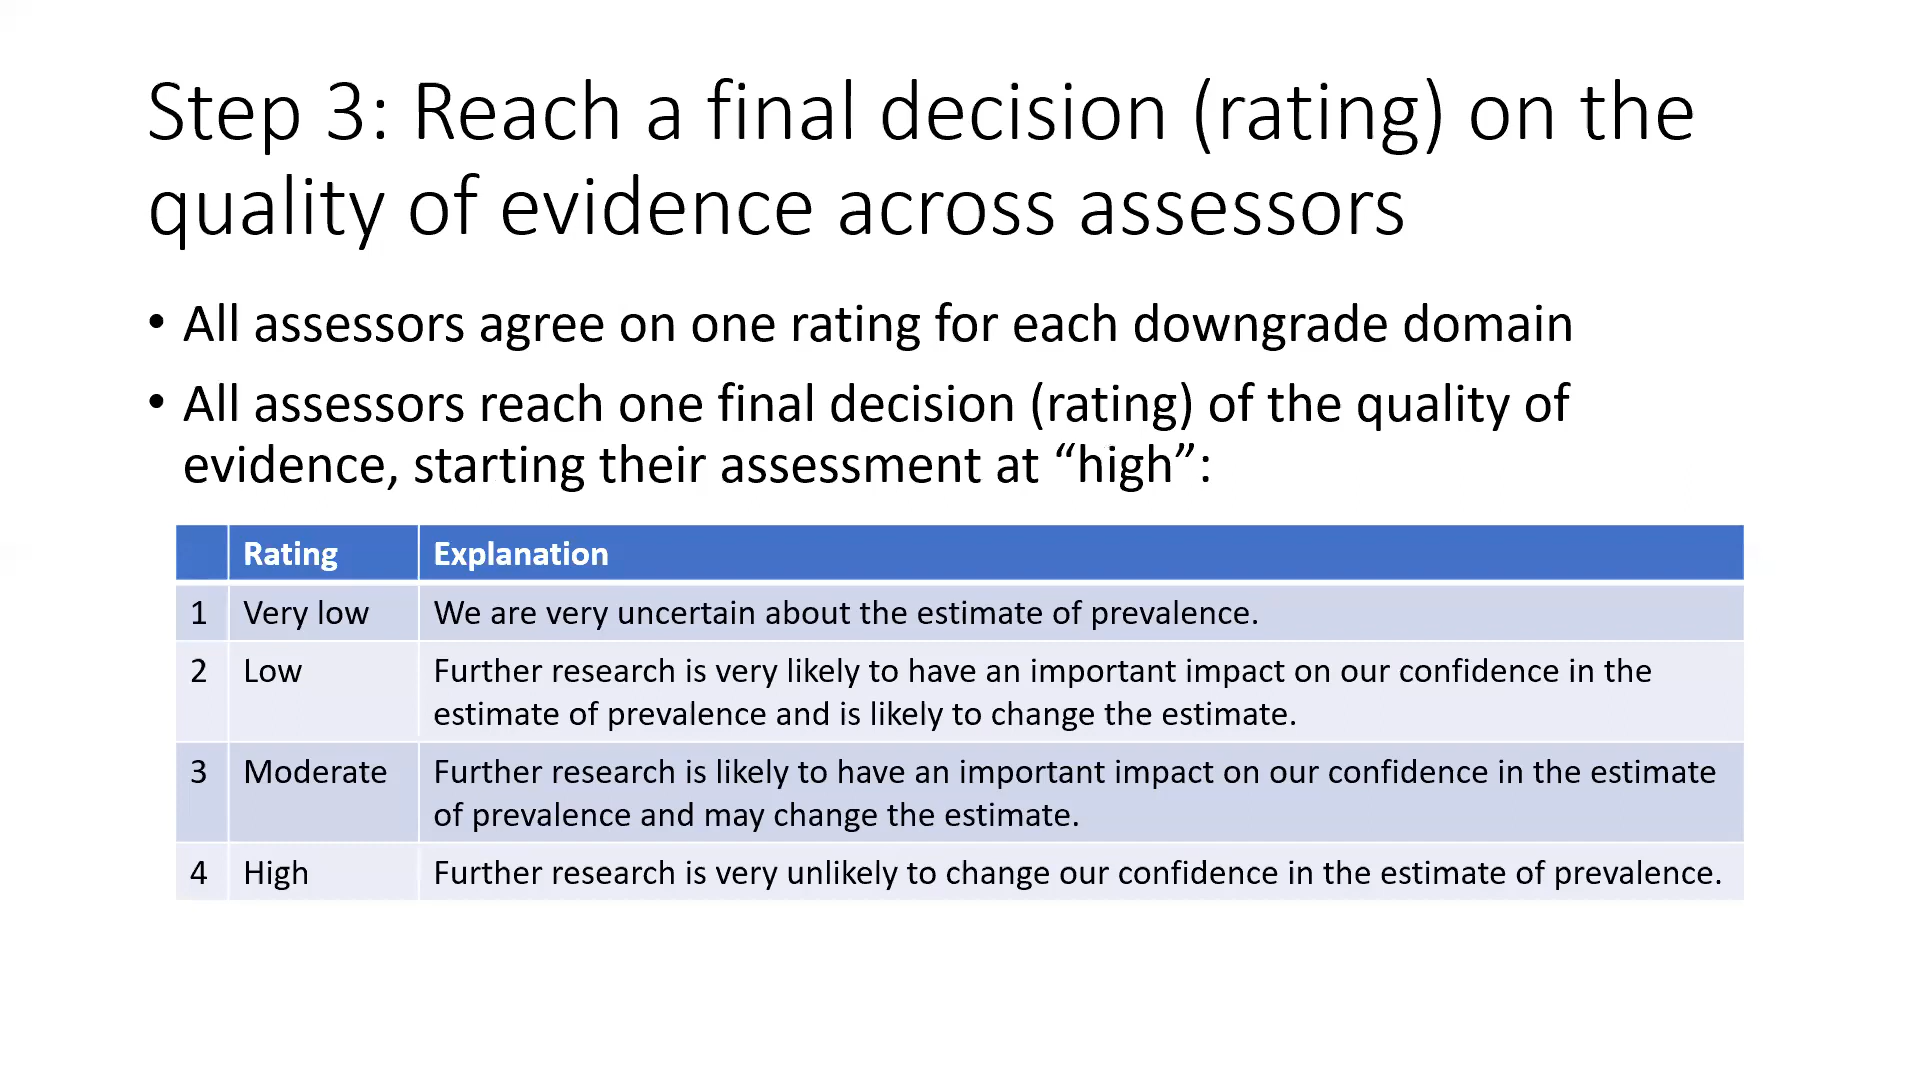 Step 3: Reach a final decision (rating) on the
quality of evidence across assessors
• All assessors agree on one rating for each downgrade domain
• All assessors reach one final decision (rating) of the quality of
evidence, starting their assessment at “high”:
Rating Explanation
1 Very low We are very uncertain about the estimate of prevalence.
2 Low Further research is very likely to have an important impact on our confidence in the
estimate of prevalence and is likely to change the estimate.
3 Moderate Further research is likely to have an important impact on our confidence in the estimate
of prevalence and may change the estimate.
4 High Further research is very unlikely to change our confidence in the estimate of prevalence.